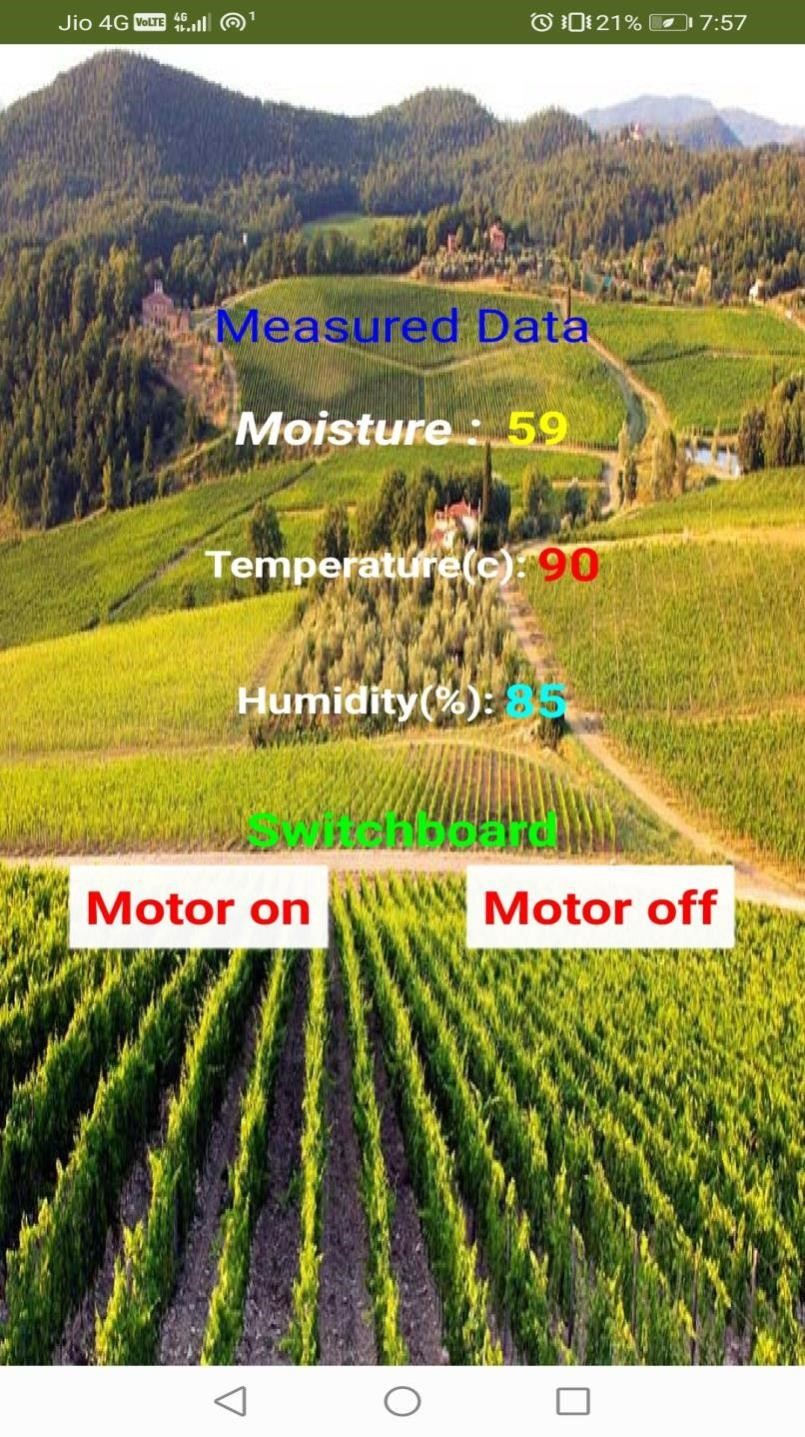 Jio 4G VoLTE 4G 1 21% 7:57
Measured Data
Moisture : 59
Temperature(c): 90
Humidity(%): 85
Switchboard
Motor on Motor off